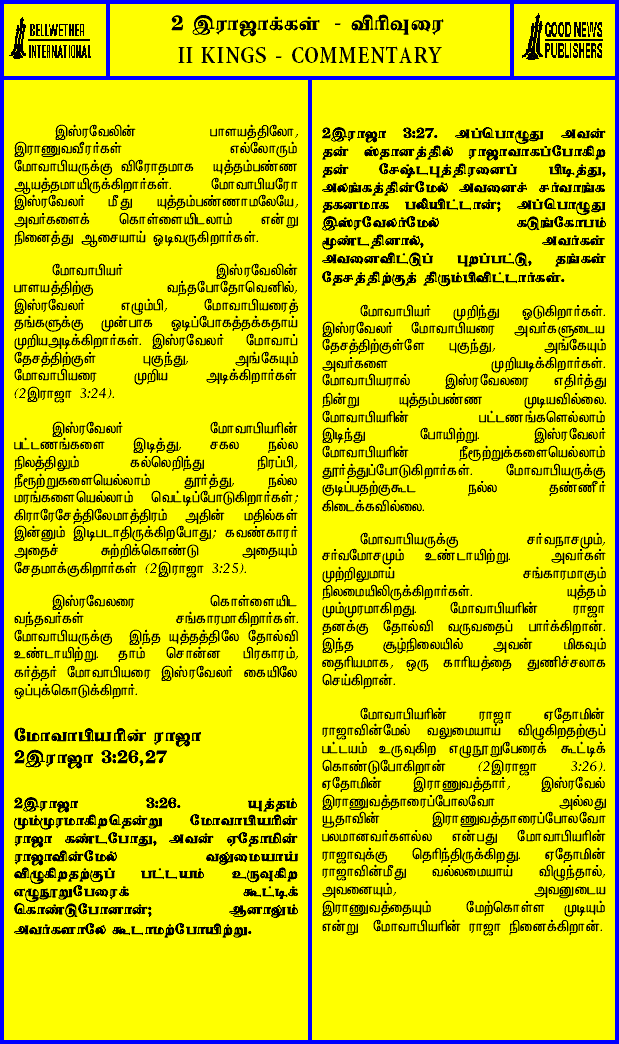 BELLWETHER
INTERNATIONAL
2 இராஜாக்கள் - விரிவுரை
II KINGS - COMMENTARY
GOOD NEWS
PUBLISHERS
இஸ்ரவேலின் பாளயத்திலோ,
இராணுவவீரர்கள் எல்லோரும்
மோவாபியருக்கு விரோதமாக யுத்தம்பண்ண
ஆயத்தமாயிருக்கிறார்கள். மோவாபியரோ
இஸ்ரவேலர் மீது யுத்தம்பண்ணாமலேயே,
அவர்களைக் கொள்ளையிடலாம் என்று
நினைத்து ஆசையாய் ஓடிவருகிறார்கள்.
மோவாபியர் இஸ்ரவேலின்
பாளயத்திற்கு வந்தபோதோவெனில்,
இஸ்ரவேலர் எழும்பி, மோவாபியரைத்
தங்களுக்கு முன்பாக ஓடிப்போகத்தக்கதாய்
முறியஅடிக்கிறார்கள். இஸ்ரவேலர் மோவாப்
தேசத்திற்குள் புகுந்து, அங்கேயும்
மோவாபியரை முறிய அடிக்கிறார்கள்
(2இராஜா 3:24).
இஸ்ரவேலர் மோவாபியரின்
பட்டணங்களை இடித்து, சகல நல்ல
நிலத்திலும் கல்லெறிந்து நிரப்பி,
நீரூற்றுகளையெல்லாம் தூர்த்து, நல்ல
மரங்களையெல்லாம் வெட்டிப்போடுகிறார்கள்;
கிராரேசேத்திலேமாத்திரம் அதின் மதில்கள்
இன்னும் இடிபடாதிருக்கிறபோது; கவண்காரர்
அதைச் சுற்றிக்கொண்டு அதையும்
சேதமாக்குகிறார்கள் (2இராஜா 3:25).
இஸ்ரவேலரை கொள்ளையிட
வந்தவர்கள் சங்காரமாகிறார்கள்.
மோவாபியருக்கு இந்த யுத்தத்திலே தோல்வி
உண்டாயிற்று. தாம் சொன்ன பிரகாரம்,
கர்த்தர் மோவாபியரை இஸ்ரவேலர் கையிலே
ஒப்புக்கொடுக்கிறார்.
மோவாபியரின் ராஜா
2இராஜா 3:26,27
2இராஜா 3:26. யுத்தம்
மும்முரமாகிறதென்று மோவாபியரின்
ராஜா கண்டபோது, அவன் ஏதோமின்
ராஜாவின்மேல் வலுமையாய்
விழுகிறதற்குப் பட்டயம் உருவுகிற
எழுநூறுபேரைக் கூட்டிக்
கொண்டுபோனான்; ஆனாலும்
அவர்களாலே கூடாமற்போயிற்று.
2இராஜா 3:27. அப்பொழுது அவன்
தன் ஸ்தானத்தில் ராஜாவாகப்போகிற
தன் சேஷ்டபுத்திரனைப் பிடித்து,
அலங்கத்தின்மேல் அவனைச் சர்வாங்க
தகனமாக பலியிட்டான்; அப்பொழுது
இஸ்ரவேலர்மேல் கடுங்கோபம்
மூண்டதினால், அவர்கள்
அவனைவிட்டுப் புறப்பட்டு, தங்கள்
தேசத்திற்குத் திரும்பிவிட்டார்கள்.
மோவாபியர் முறிந்து ஓடுகிறார்கள்.
இஸ்ரவேலர் மோவாபியரை அவர்களுடைய
தேசத்திற்குள்ளே புகுந்து, அங்கேயும்
அவர்களை முறியடிக்கிறார்கள்.
மோவாபியரால் இஸ்ரவேலரை எதிர்த்து
நின்று யுத்தம்பண்ண முடியவில்லை.
மோவாபியரின் பட்டணங்களெல்லாம்
இடிந்து போயிற்று. இஸ்ரவேலர்
மோவாபியரின் நீரூற்றுக்களையெல்லாம்
தூர்த்துப்போடுகிறார்கள். மோவாபியருக்கு
குடிப்பதற்குகூட நல்ல தண்ணீர்
கிடைக்கவில்லை.
மோவாபியருக்கு சர்வநாசமும்,
சர்வமோசமும் உண்டாயிற்று. அவர்கள்
முற்றிலுமாய் சங்காரமாகும்
நிலமையிலிருக்கிறார்கள். யுத்தம்
மும்முரமாகிறது. மோவாபியரின் ராஜா
தனக்கு தோல்வி வருவதைப் பார்க்கிறான்.
இந்த சூழ்நிலையில் அவன் மிகவும்
தைரியமாக, ஒரு காரியத்தை துணிச்சலாக
செய்கிறான்.
மோவாபியரின் ராஜா ஏதோமின்
ராஜாவின்மேல் வலுமையாய் விழுகிறதற்குப்
பட்டயம் உருவுகிற எழுநூறுபேரைக் கூட்டிக்
கொண்டுபோகிறான் (2இராஜா 3:26).
ஏதோமின் இராணுவத்தார், இஸ்ரவேல்
இராணுவத்தாரைப்போலவோ அல்லது
யூதாவின் இராணுவத்தாரைப்போலவோ
பலமானவர்களல்ல என்பது மோவாபியரின்
ராஜாவுக்கு தெரிந்திருக்கிறது. ஏதோமின்
ராஜாவின்மீது வல்லமையாய் விழுந்தால்,
அவனையும், அவனுடைய
இராணுவத்தையும் மேற்கொள்ள முடியும்
என்று மோவாபியரின் ராஜா நினைக்கிறான்.